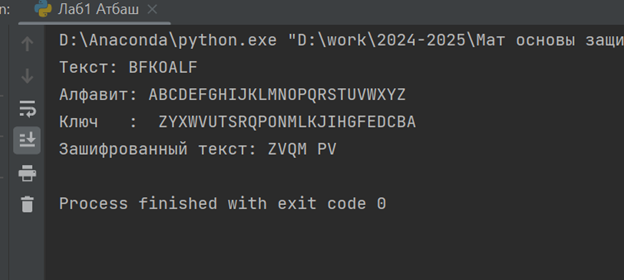 n:
Лаб1 Атбаш
D:\Anaconda\python.exe "D:\work\2024-2025\Мат основы защи
Текст: BFKOALF
Алфавит: ABCDEFGHIJKLMNOPQRSTUVWXYZ
Ключ   :  ZYXWVUTSRQPONMLKJIHGFEDCBA
Зашифрованный текст: ZVQM PV
Process finished with exit code 0